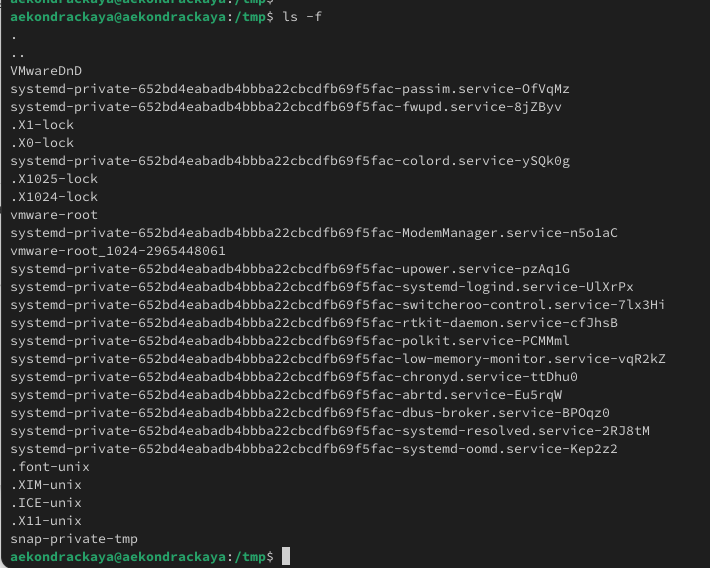 aekondrackaya@aekondrackaya:/tmp$
aekondrackaya@aekondrackaya:/tmp$ ls -f
.
..
VMwareDnD
systemd-private-652bd4eabadb4bbba22cbcdfb69f5fac-passim.service-OfVqMz
systemd-private-652bd4eabadb4bbba22cbcdfb69f5fac-fwupd.service-8jZByv
.X1-lock
.X0-lock
systemd-private-652bd4eabadb4bbba22cbcdfb69f5fac-colord.service-ySQk0g
.X1025-lock
.X1024-lock
vmware-root
systemd-private-652bd4eabadb4bbba22cbcdfb69f5fac-ModemManager.service-n5o1aC
vmware-root_1024-2965448061
systemd-private-652bd4eabadb4bbba22cbcdfb69f5fac-upower.service-pzAq1G
systemd-private-652bd4eabadb4bbba22cbcdfb69f5fac-systemd-logind.service-UlXrPx
systemd-private-652bd4eabadb4bbba22cbcdfb69f5fac-switcheroo-control.service-7lx3Hi
systemd-private-652bd4eabadb4bbba22cbcdfb69f5fac-rtkit-daemon.service-cfJhsB
systemd-private-652bd4eabadb4bbba22cbcdfb69f5fac-polkit.service-PCMMml
systemd-private-652bd4eabadb4bbba22cbcdfb69f5fac-low-memory-monitor.service-vqR2kZ
systemd-private-652bd4eabadb4bbba22cbcdfb69f5fac-chronyd.service-ttDhu0
systemd-private-652bd4eabadb4bbba22cbcdfb69f5fac-abrtd.service-Eu5rqW
systemd-private-652bd4eabadb4bbba22cbcdfb69f5fac-dbus-broker.service-BPOqz0
systemd-private-652bd4eabadb4bbba22cbcdfb69f5fac-systemd-resolved.service-2RJ8tM
systemd-private-652bd4eabadb4bbba22cbcdfb69f5fac-systemd-oomd.service-Kep2z2
.font-unix
.XIM-unix
.ICE-unix
.X11-unix
snap-private-tmp
aekondrackaya@aekondrackaya:/tmp$